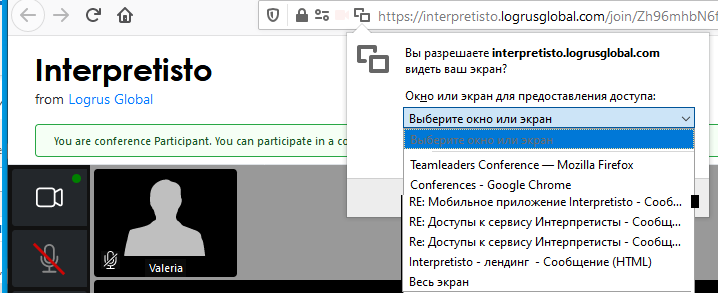 https://interpretisto.logrusglobal.com/join/Zh96mhbN6f
Вы разрешаете interpretisto.logrusglobal.com
видеть ваш экран?
Interpretisto
from Logrus Global
Окно или экран для предоставления доступа:
Выберите окно или экран
You are conference Participant. You can participate in a co
Выберите окно или экран
Teamleaders Conference — Mozilla Firefox
Conferences - Google Chrome
RE: Мобильное приложение Interpretisto - Сооб...
RE: Доступы к сервису Интерпретисты - Сообщ...
Re: Доступы к сервису Интерпретисты - Сообщ...
Interpretisto - лендинг - Сообщение (HTML)
Весь экран
Valeria